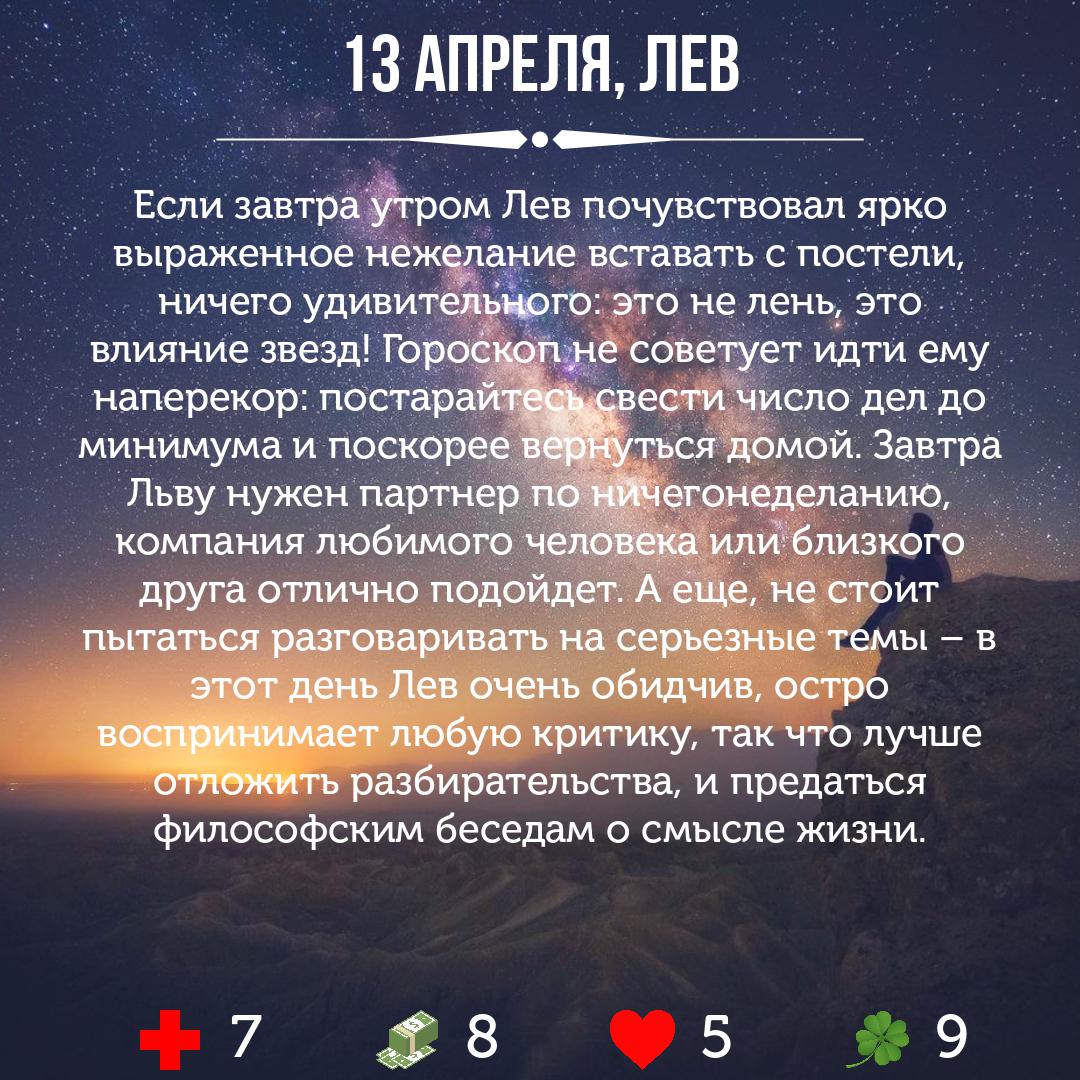 13 АПРЕЛЯ, ЛЕВ
Если завтра утром Лев почувствовал ярко
выраженное нежелание вставать с постели,
ничего удивительного: это не лень, это
влияние звезд! Гороскоп не советует идти ему
наперекор: постарайтесь свести число дел до
минимума и поскорее вернуться домой. Завтра
Льву нужен партнер по ничегонеделанию,
компания любимого человека или близкого
друга отлично подойдет. А еще, не стоит
пытаться разговаривать на серьезные темы – в
этот день Лев очень обидчив, остро
воспринимает любую критику, так что лучше
отложить разбирательства, и предаться
философским беседам о смысле жизни.
7 8 5 9